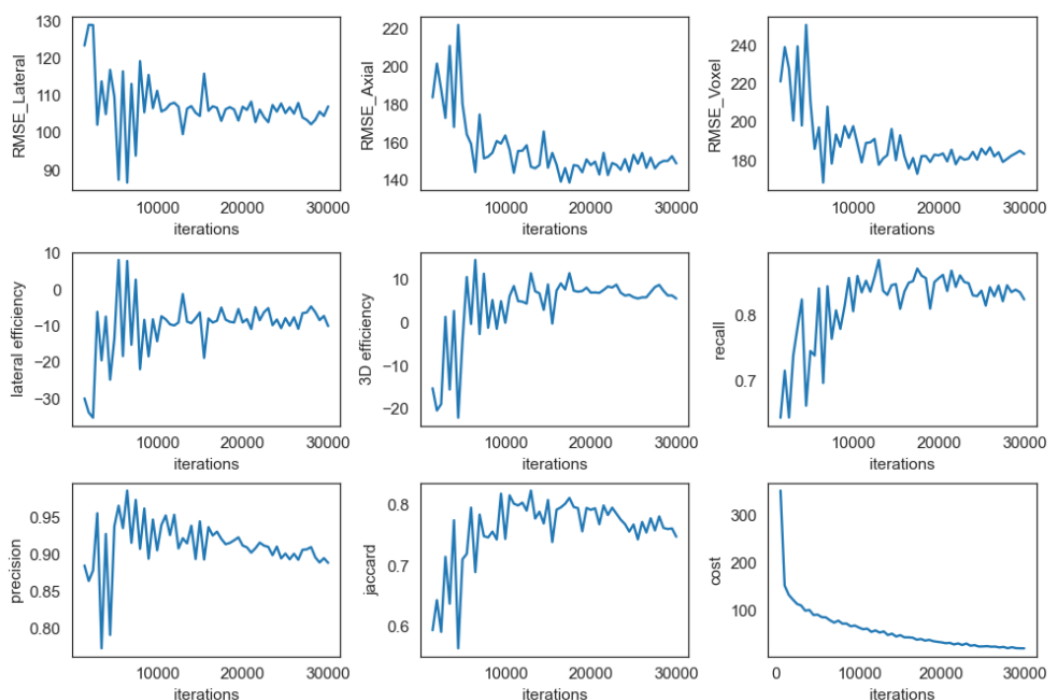 RMSE_Lateral
130
120
110
100
90
10000 20000 30000
iterations
RMSE_Axial
220
200
180
160
140
10000 20000 30000
iterations
RMSE_Voxel
240
220
200
180
10000 20000 30000
iterations
lateral efficiency
10
0
−10
−20
−30
10000 20000 30000
iterations
3D efficiency
10
0
−10
−20
10000 20000 30000
iterations
recall
0.8
0.7
10000 20000 30000
iterations
precision
0.95
0.90
0.85
0.80
10000 20000 30000
iterations
jaccard
0.8
0.7
0.6
10000 20000 30000
iterations
cost
300
200
100
0 10000 20000 30000
iterations